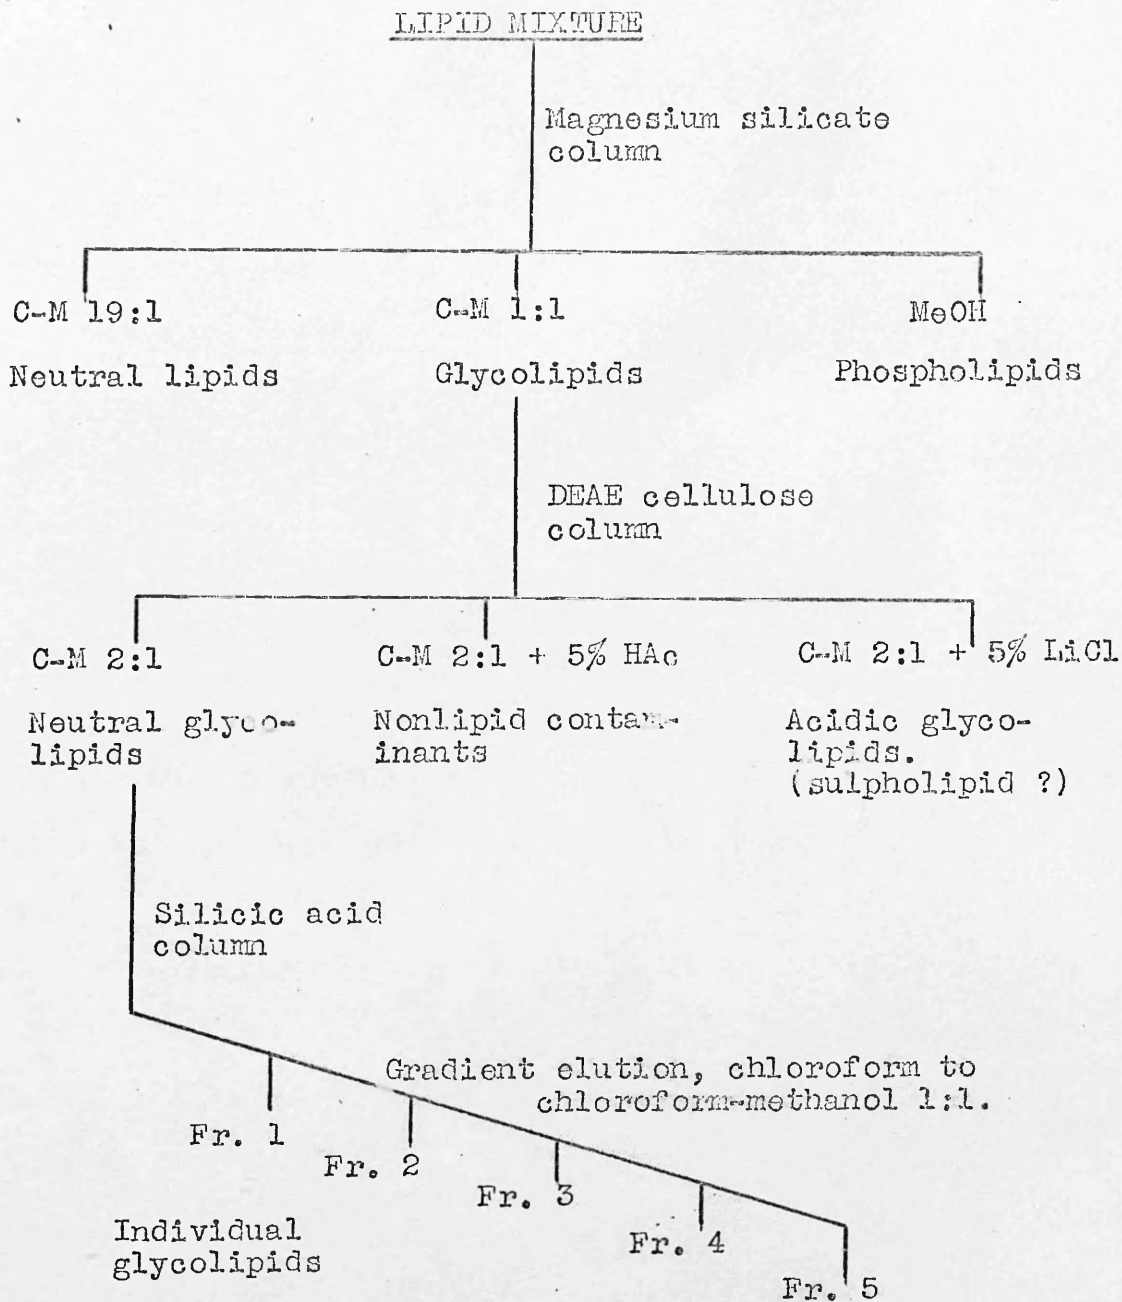 LIPID MIXTURE
Magnesium silicate
column
C-M 19:1
C-M 1:1
MeOH
Neutral lipids
Glycolipids
Phospholipids
DEAE cellulose
column
C-M 2:1
C-M 2:1 + 5% HAc
C-M 2:1 + 5% LiCl
Neutral glyco-
lipids
Nonlipid contam-
inants
Acidic glyco-
lipids.
(sulpholipid ?)
Silicic acid
column
Gradient elution, chloroform to
chloroform-methanol 1:1.
Fr. 1
Fr. 2
Fr. 3
Fr. 4
Fr. 5
Individual
glycolipids